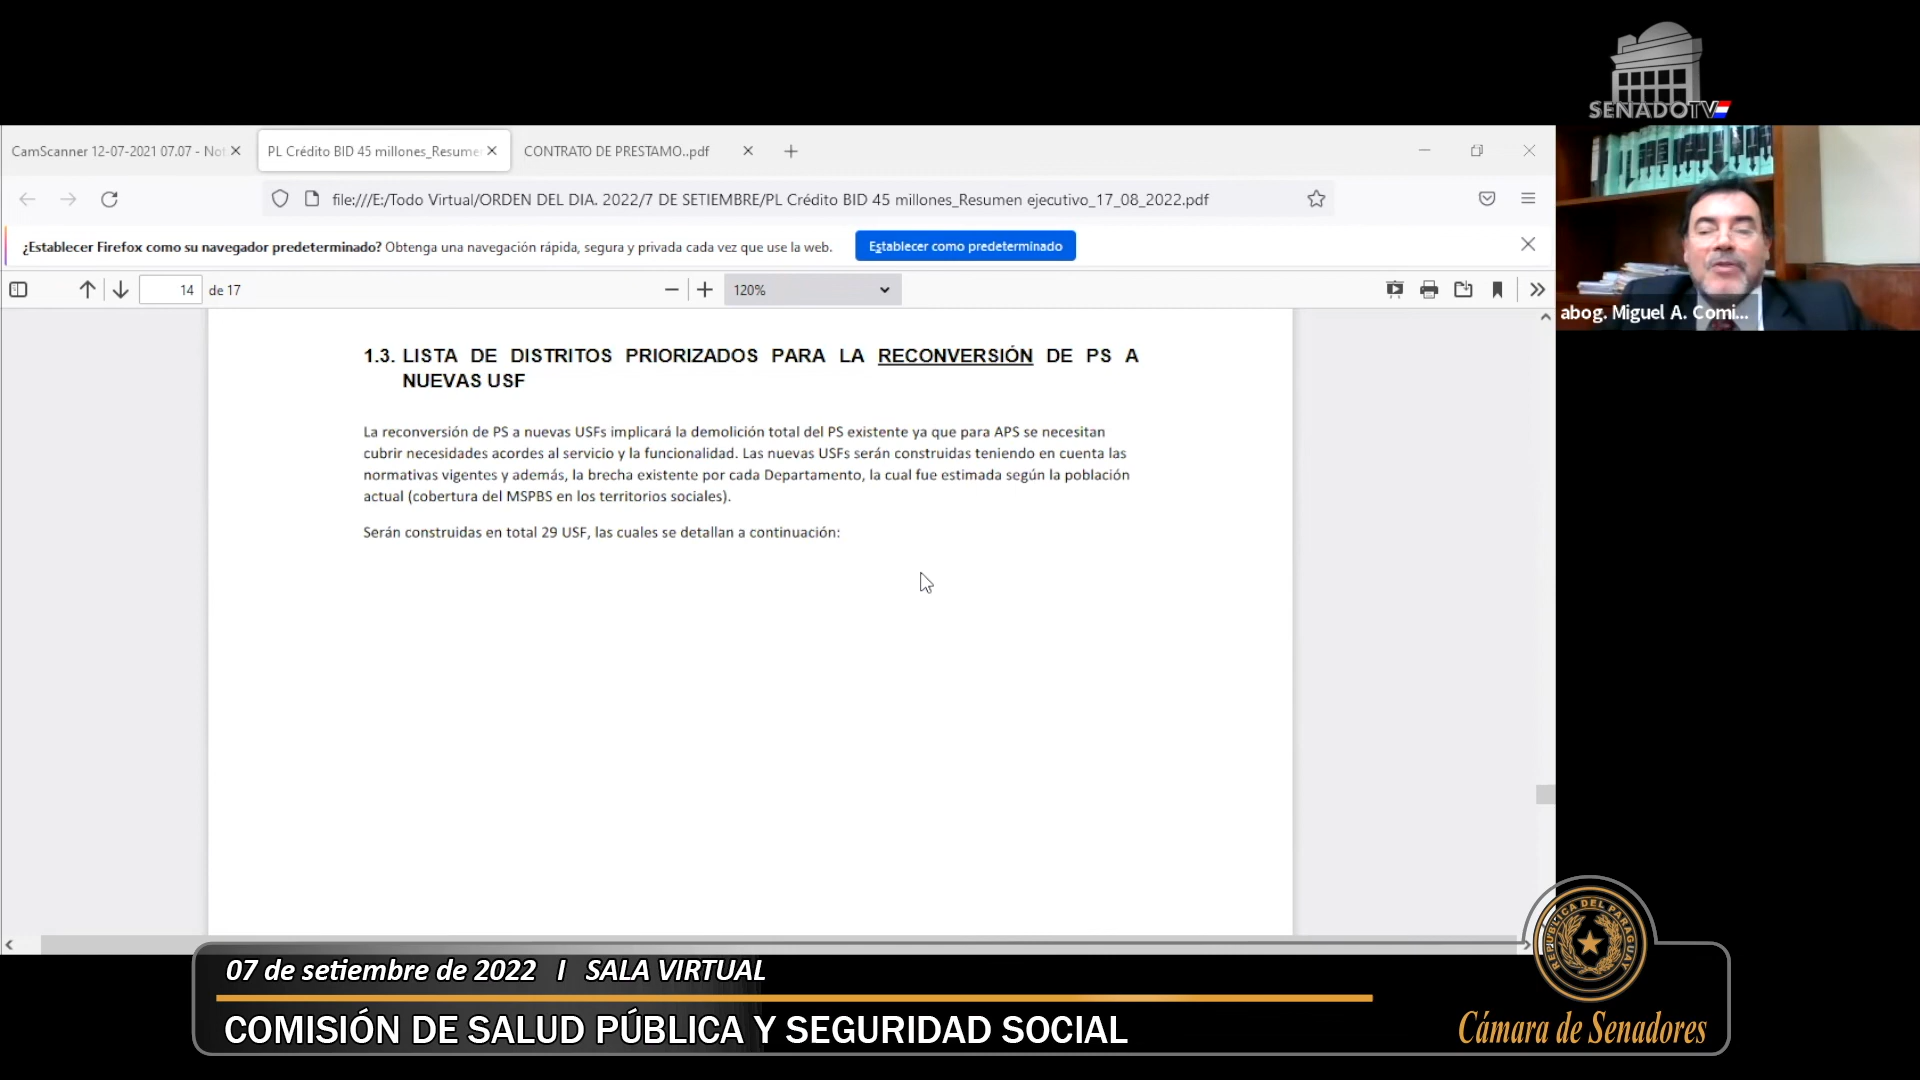 SENADOTV
CamScanner 12-07-2021 07.07 - Not
PL Crédito BID 45 millones_Resume
CONTRATO DE PRESTAMO..pdf
file:///E:/Todo Virtual/ORDEN DEL DIA. 2022/7 DE SETIEMBRE/PL Crédito BID 45 millones_Resumen ejecutivo_17_08_2022.pdf
¿Establecer Firefox como su navegador predeterminado? Obtenga una navegación rápida, segura y privada cada vez que use la web.
Establecer como predeterminado
14 de 17
120%
abog. Miguel A. Comi...
1.3. LISTA DE DISTRITOS PRIORIZADOS PARA LA RECONVERSIÓN DE PS A
NUEVAS USF
La reconversión de PS a nuevas USFs implicará la demolición total del PS existente ya que para APS se necesitan
cubrir necesidades acordes al servicio y la funcionalidad. Las nuevas USFs serán construidas teniendo en cuenta las
normativas vigentes y además, la brecha existente por cada Departamento, la cual fue estimada según la población
actual (cobertura del MSPBS en los territorios sociales).
Serán construidas en total 29 USF, las cuales se detallan a continuación:
07 de setiembre de 2022 I SALA VIRTUAL
COMISIÓN DE SALUD PÚBLICA Y SEGURIDAD SOCIAL
REPUBLICA DEL PARAGUAY
Cámara de Senadores